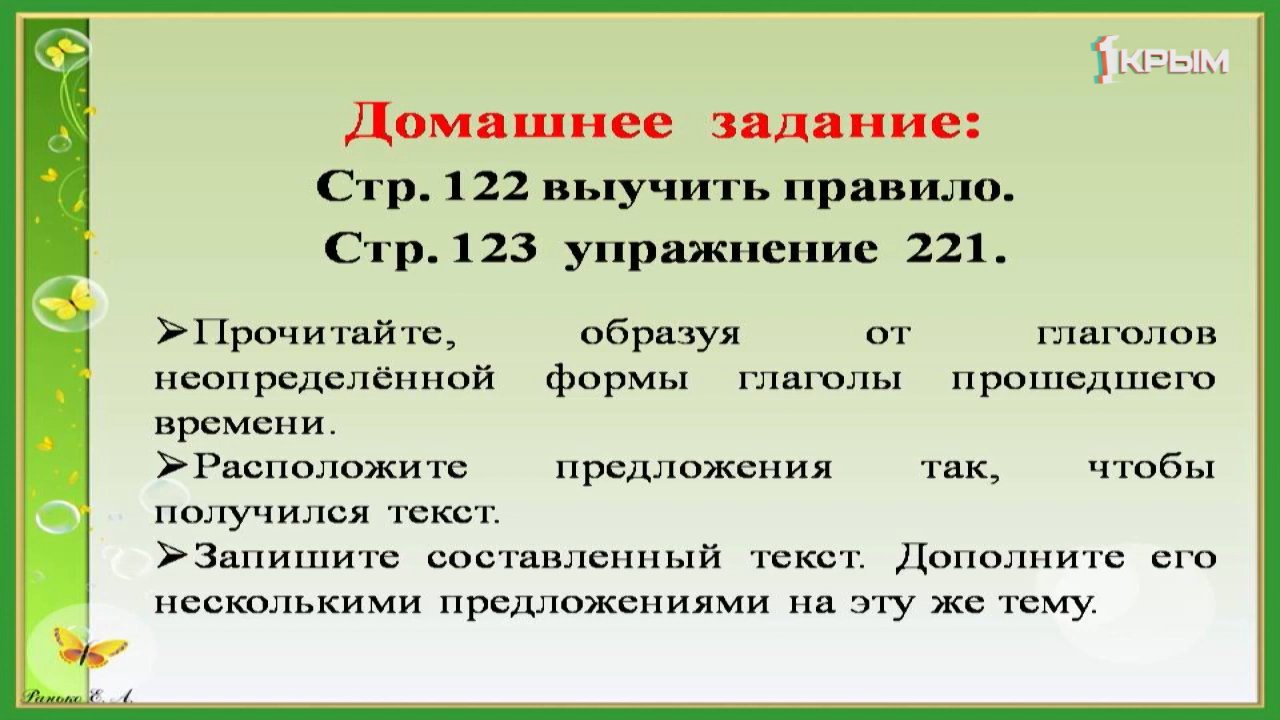 1КРЫМ
Домашнее задание:
Стр. 122 выучить правило.
Стр. 123 упражнение 221.
➢Прочитайте, образуя от глаголов
неопределённой формы глаголы прошедшего
времени.
➢Расположите предложения так, чтобы
получился текст.
➢Запишите составленный текст. Дополните его
несколькими предложениями на эту же тему.
Ранько Е. А.